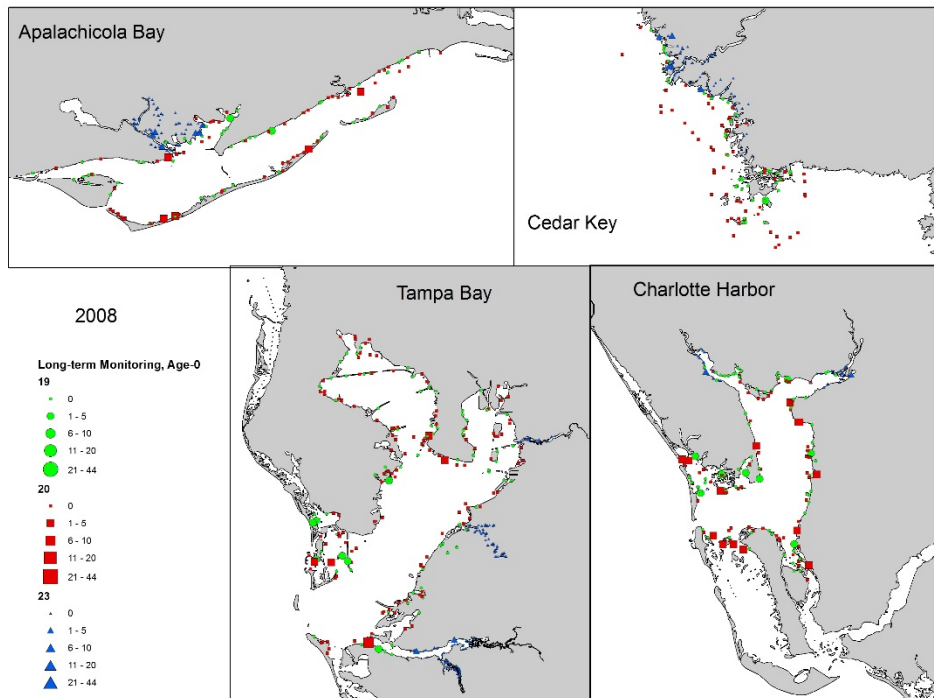 Apalachicola Bay
Cedar Key
Tampa Bay
Charlotte Harbor
2008
Long-term Monitoring, Age-0
19
0
1 - 5
6 - 10
11 - 20
21 - 44
20
0
1 - 5
6 - 10
11 - 20
21 - 44
23
0
1 - 5
6 - 10
11 - 20
21 - 44